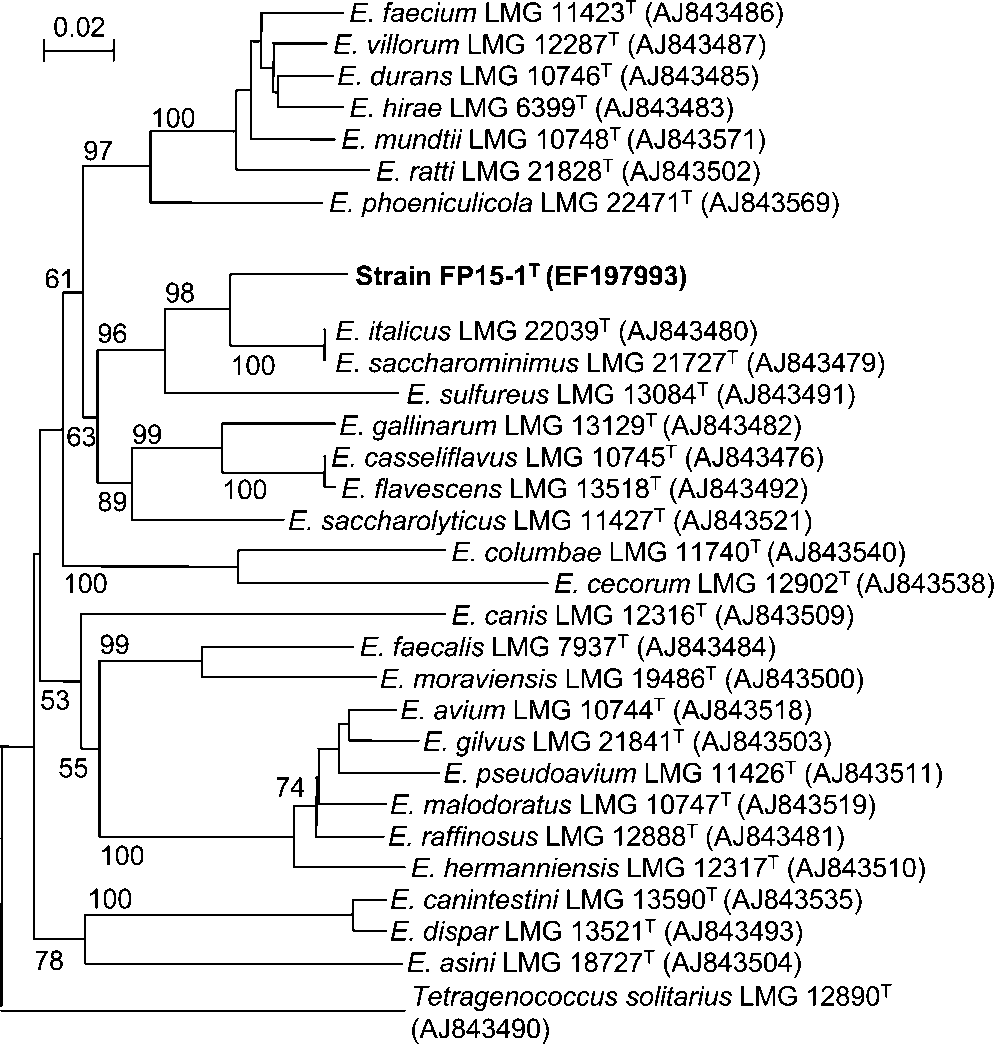 E. faecium LMG 11423ᵀ (AJ843486)
0.02
E. villorum LMG 12287ᵀ (AJ843487)
E. durans LMG 10746ᵀ (AJ843485)
E. hirae LMG 6399ᵀ (AJ843483)
100
E. mundtii LMG 10748ᵀ (AJ843571)
97
E. ratti LMG 21828ᵀ (AJ843502)
E. phoeniculicola LMG 22471ᵀ (AJ843569)
61
Strain FP15-1ᵀ (EF197993)
98
96
E. italicus LMG 22039ᵀ (AJ843480)
100
E. saccharominimus LMG 21727ᵀ (AJ843479)
E. sulfureus LMG 13084ᵀ (AJ843491)
63
99
E. gallinarum LMG 13129ᵀ (AJ843482)
E. casseliflavus LMG 10745ᵀ (AJ843476)
100
89
E. flavescens LMG 13518ᵀ (AJ843492)
E. saccharolyticus LMG 11427ᵀ (AJ843521)
E. columbae LMG 11740ᵀ (AJ843540)
100
E. cecorum LMG 12902ᵀ (AJ843538)
E. canis LMG 12316ᵀ (AJ843509)
99
E. faecalis LMG 7937ᵀ (AJ843484)
53
E. moraviensis LMG 19486ᵀ (AJ843500)
E. avium LMG 10744ᵀ (AJ843518)
E. gilvus LMG 21841ᵀ (AJ843503)
55
E. pseudoavium LMG 11426ᵀ (AJ843511)
74
E. malodoratus LMG 10747ᵀ (AJ843519)
E. raffinosus LMG 12888ᵀ (AJ843481)
100
E. hermanniensis LMG 12317ᵀ (AJ843510)
100
E. canintestini LMG 13590ᵀ (AJ843535)
E. dispar LMG 13521ᵀ (AJ843493)
78
E. asini LMG 18727ᵀ (AJ843504)
Tetragenococcus solitarius LMG 12890ᵀ
(AJ843490)